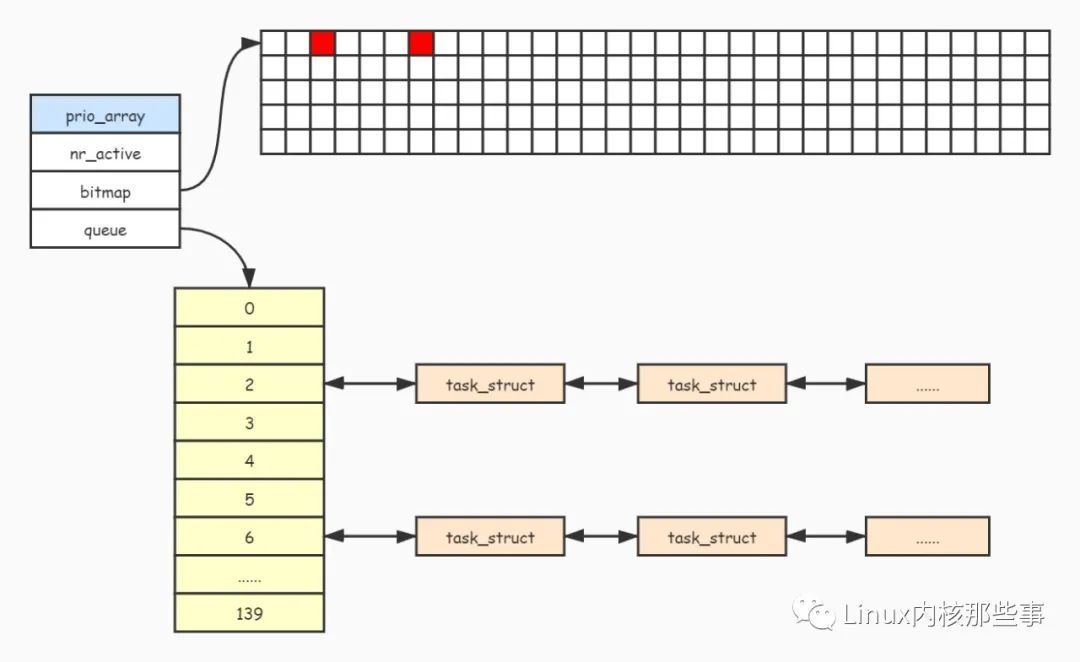 prio_array
nr_active
bitmap
queue
0
1
2
task_struct
task_struct
......
3
4
5
6
task_struct
task_struct
......
......
139
Linux内核那些事